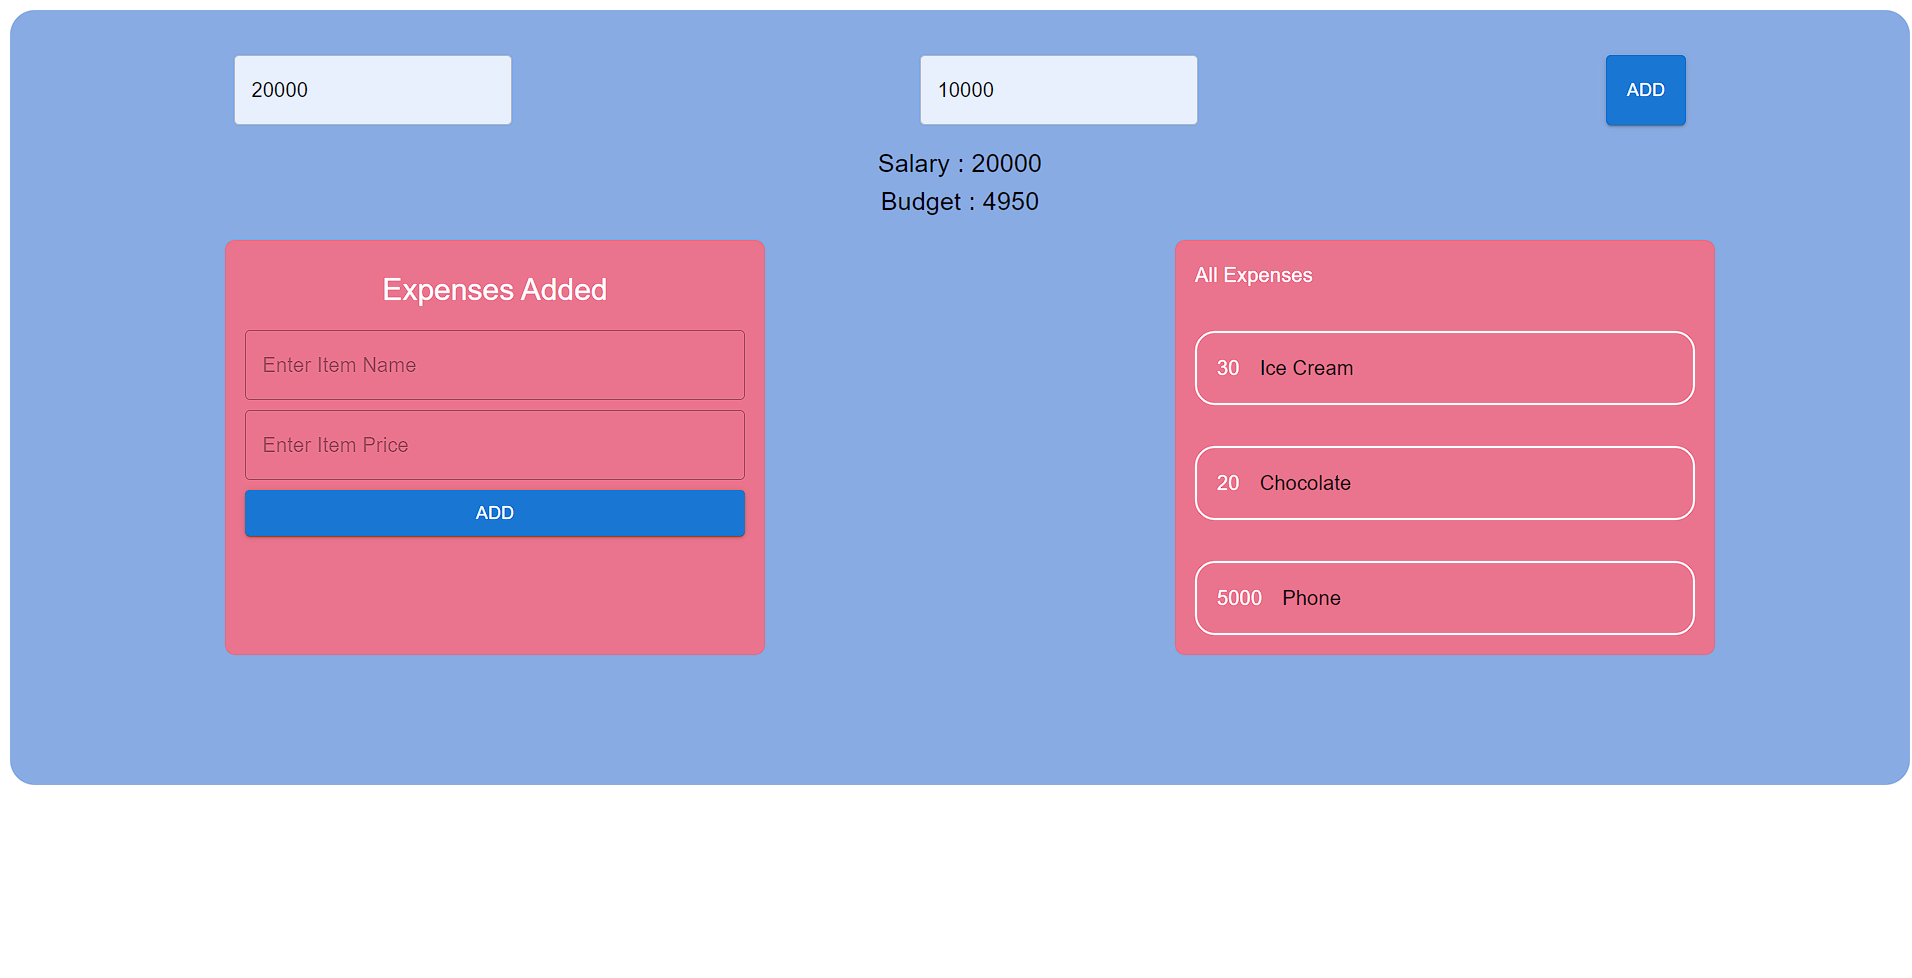 20000
10000
ADD
Salary : 20000
Budget : 4950
Expenses Added
Enter Item Name
Enter Item Price
ADD
All Expenses
30 Ice Cream
20 Chocolate
5000 Phone